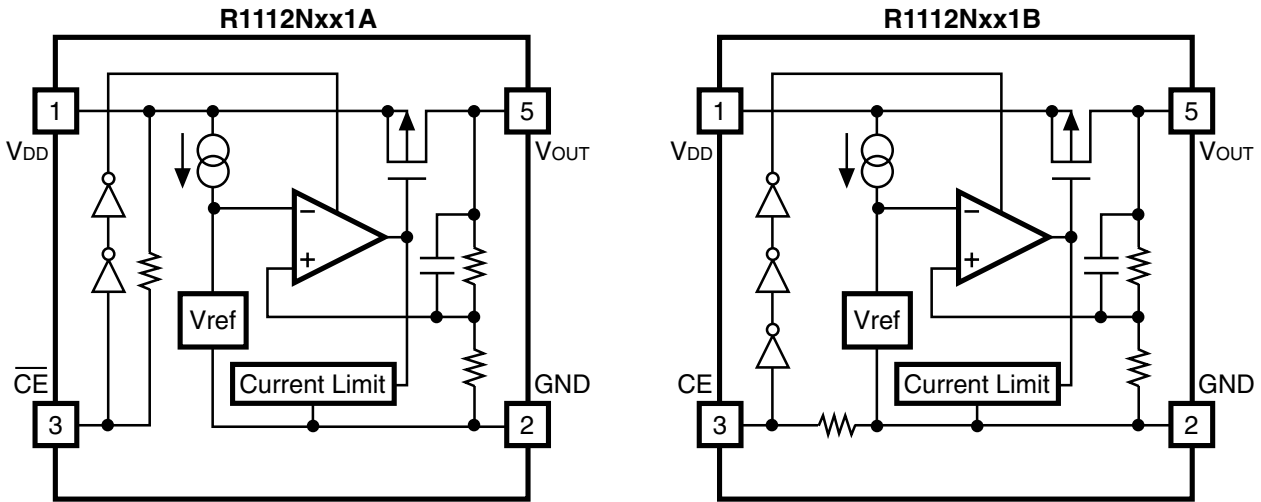 R1112Nxx1A
1
5
VDD
VOUT
−
+
Vref
C̅E̅
Current Limit
GND
3
2
R1112Nxx1B
1
5
VDD
VOUT
−
+
Vref
CE
Current Limit
GND
3
2